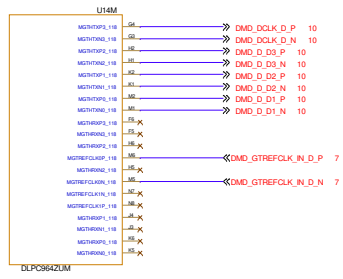 U14M
MGTHTXP3_118 G4 DMD_DCLK_D_P 10
MGTHTXN3_118 G3 DMD_DCLK_D_N 10
MGTHTXP2_118 H2 DMD_D_D3_P 10
MGTHTXN2_118 H1 DMD_D_D3_N 10
MGTHTXP1_118 K2 DMD_D_D2_P 10
MGTHTXN1_118 K1 DMD_D_D2_N 10
MGTHTXP0_118 M2 DMD_D_D1_P 10
MGTHTXN0_118 M1 DMD_D_D1_N 10
MGTHRXP3_118 F6
MGTHRXN3_118 F5
MGTHRXP2_118 H6
MGTREFCLK0P_118 M6 DMD_GTREFCLK_IN_D_P 7
MGTHRXN2_118 H5
MGTREFCLK0N_118 M5 DMD_GTREFCLK_IN_D_N 7
MGTREFCLK1N_118 N7
MGTREFCLK1P_118 N8
MGTHRXP1_118 J4
MGTHRXN1_118 J3
MGTHRXP0_118 K6
MGTHRXN0_118 K5
DLPC964ZUM